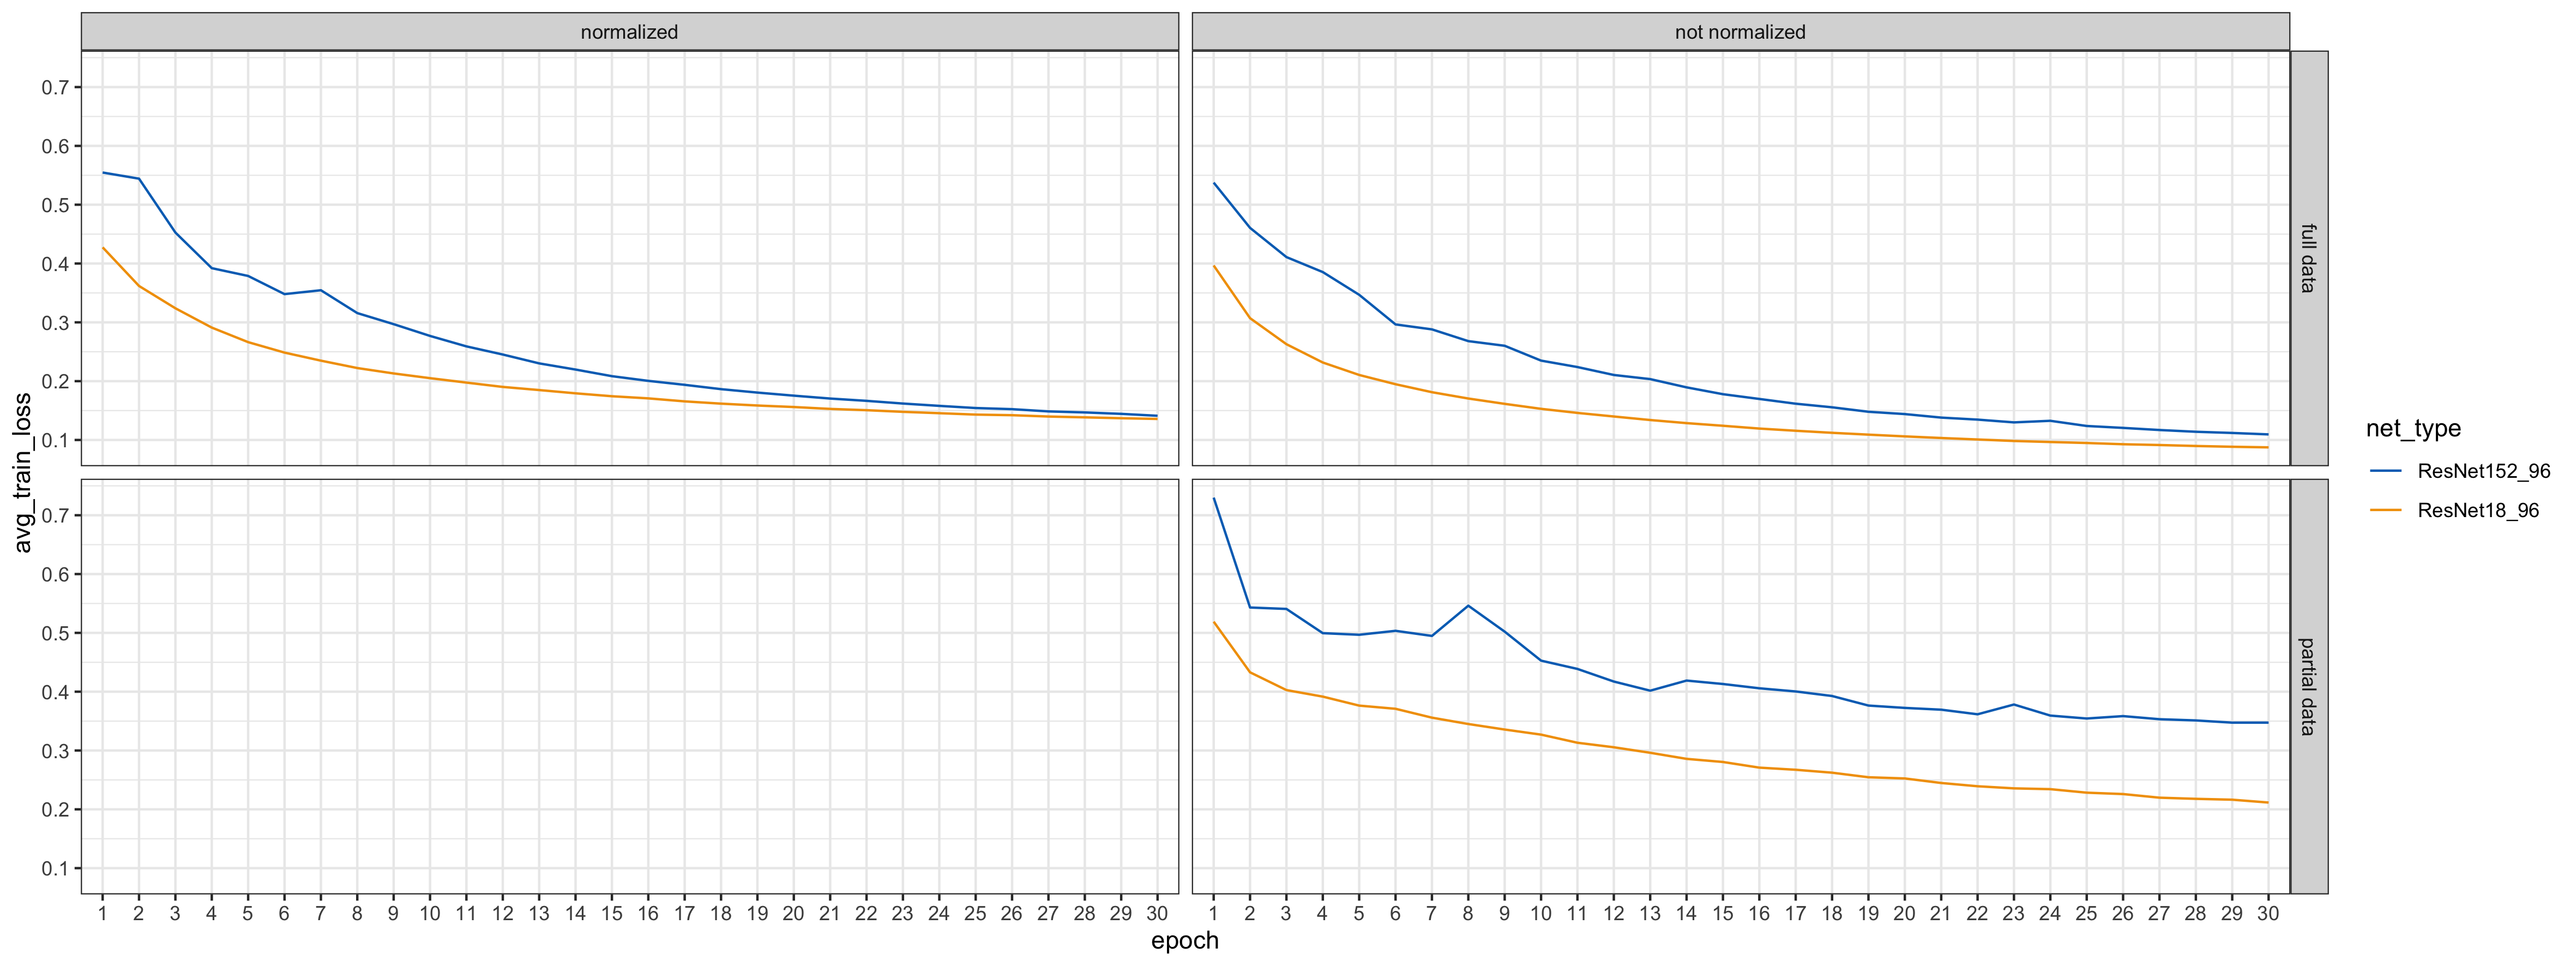 normalized
not normalized
0.7
0.6
0.5
0.4
0.3
0.2
0.1
full data
0.7
0.6
0.5
0.4
0.3
0.2
0.1
partial data
avg_train_loss
1 2 3 4 5 6 7 8 9 10 11 12 13 14 15 16 17 18 19 20 21 22 23 24 25 26 27 28 29 30
1 2 3 4 5 6 7 8 9 10 11 12 13 14 15 16 17 18 19 20 21 22 23 24 25 26 27 28 29 30
epoch
net_type
ResNet152_96
ResNet18_96